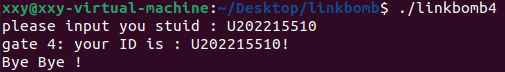 xxy@xxy-virtual-machine:~/Desktop/linkbomb$ ./linkbomb4
please input you stuid : U202215510
gate 4: your ID is : U202215510!
Bye Bye !